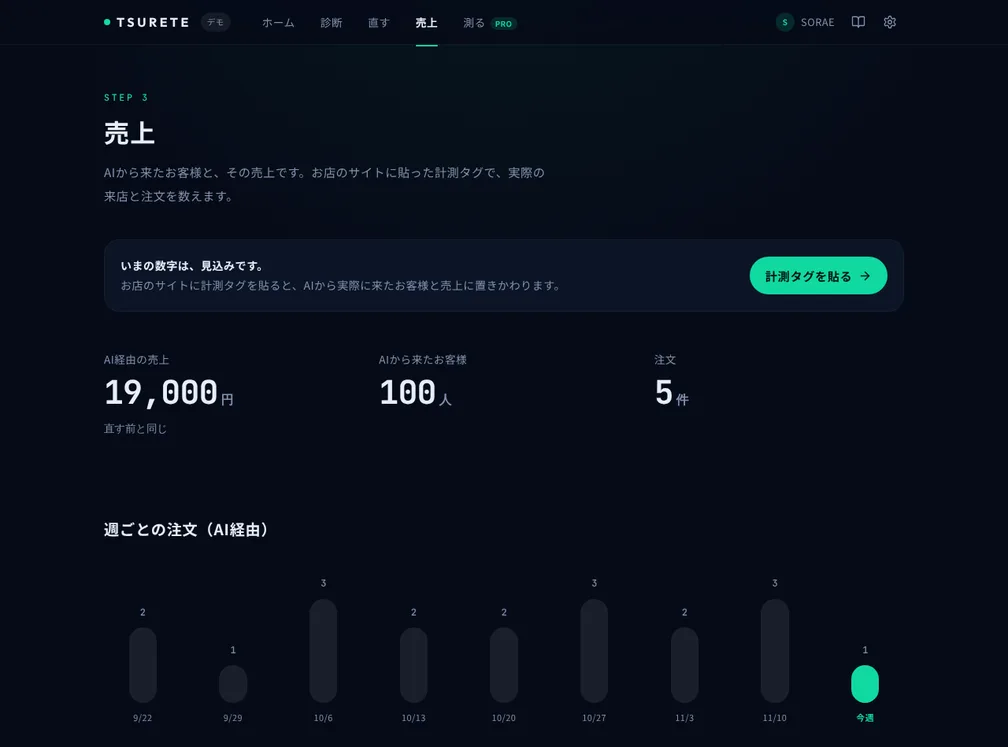 TSURETE デモ ホーム 診断 直す 売上 測る PRO S SORAE
STEP 3
売上
AIから来たお客様と、その売上です。お店のサイトに貼った計測タグで、実際の
来店と注文を数えます。
いまの数字は、見込みです。
お店のサイトに計測タグを貼ると、AIから実際に来たお客様と売上に置きかわります。
計測タグを貼る →
AI経由の売上
19,000円
直す前と同じ
AIから来たお客様
100人
注文
5件
週ごとの注文（AI経由）
2 1 3 2 2 3 2 3 1
9/22 9/29 10/6 10/13 10/20 10/27 11/3 11/10 今週